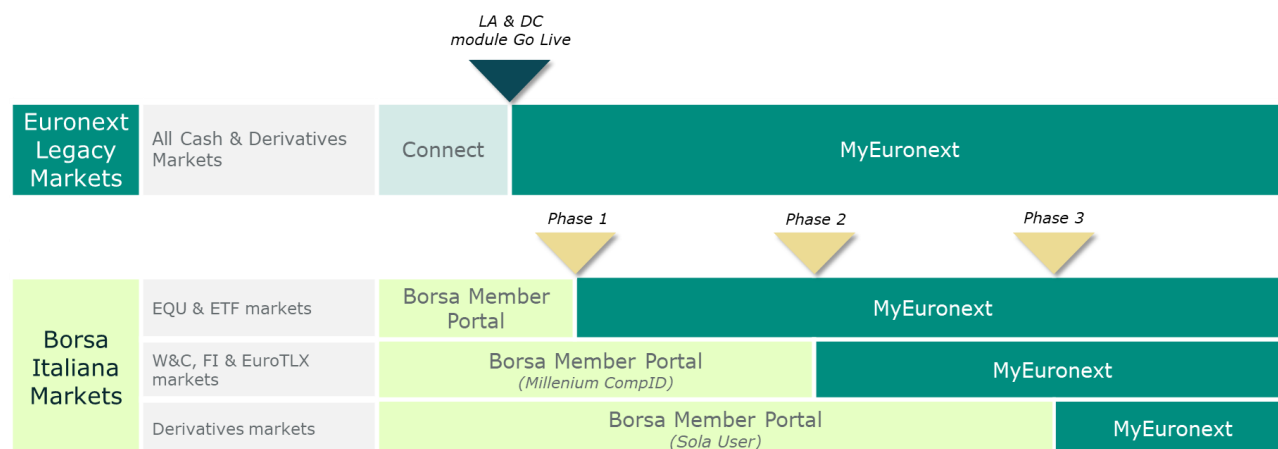 LA & DC
module Go Live
Euronext
Legacy
Markets
All Cash & Derivatives
Markets
Connect
MyEuronext
Phase 1
Phase 2
Phase 3
Borsa
Italiana
Markets
EQU & ETF markets
Borsa Member
Portal
MyEuronext
W&C, FI & EuroTLX
markets
Borsa Member Portal
(Millenium CompID)
MyEuronext
Derivatives markets
Borsa Member Portal
(Sola User)
MyEuronext